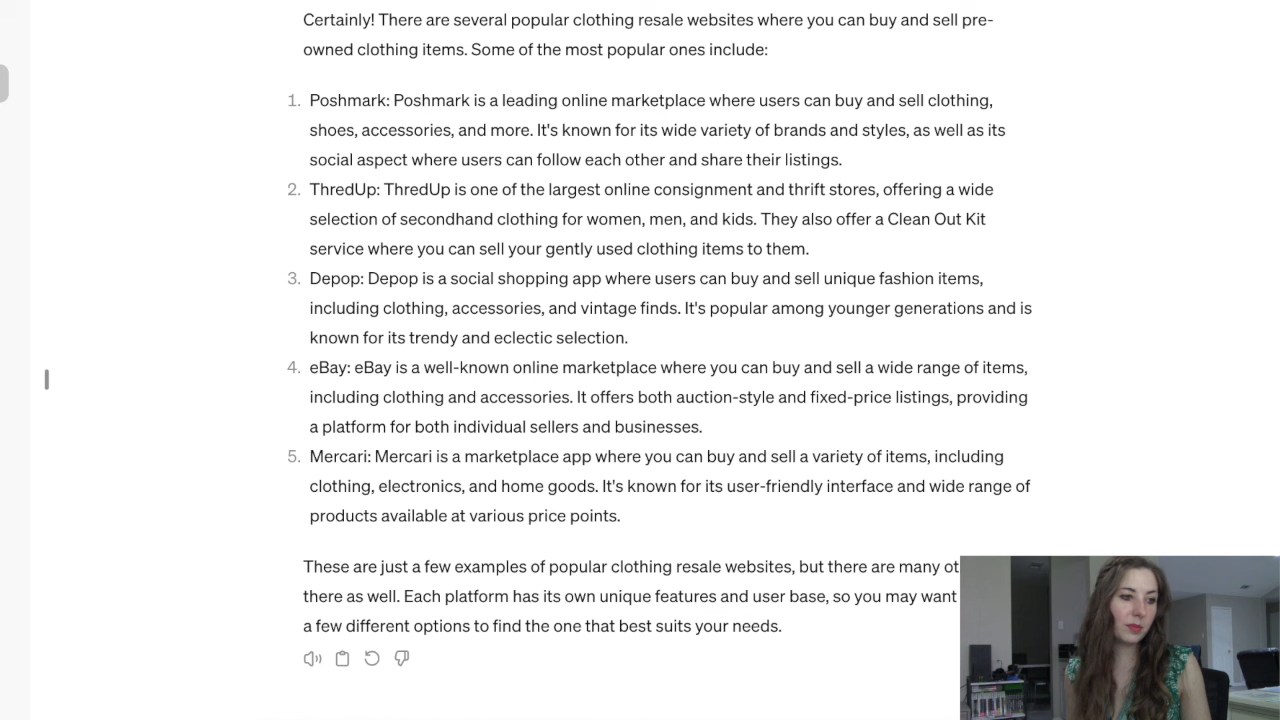 Certainly! There are several popular clothing resale websites where you can buy and sell pre-
owned clothing items. Some of the most popular ones include:
1. Poshmark: Poshmark is a leading online marketplace where users can buy and sell clothing,
shoes, accessories, and more. It's known for its wide variety of brands and styles, as well as its
social aspect where users can follow each other and share their listings.
2. ThredUp: ThredUp is one of the largest online consignment and thrift stores, offering a wide
selection of secondhand clothing for women, men, and kids. They also offer a Clean Out Kit
service where you can sell your gently used clothing items to them.
3. Depop: Depop is a social shopping app where users can buy and sell unique fashion items,
including clothing, accessories, and vintage finds. It's popular among younger generations and is
known for its trendy and eclectic selection.
4. eBay: eBay is a well-known online marketplace where you can buy and sell a wide range of items,
including clothing and accessories. It offers both auction-style and fixed-price listings, providing
a platform for both individual sellers and businesses.
5. Mercari: Mercari is a marketplace app where you can buy and sell a variety of items, including
clothing, electronics, and home goods. It's known for its user-friendly interface and wide range of
products available at various price points.
These are just a few examples of popular clothing resale websites, but there are many
there as well. Each platform has its own unique features and user base, so you may want
a few different options to find the one that best suits your needs.